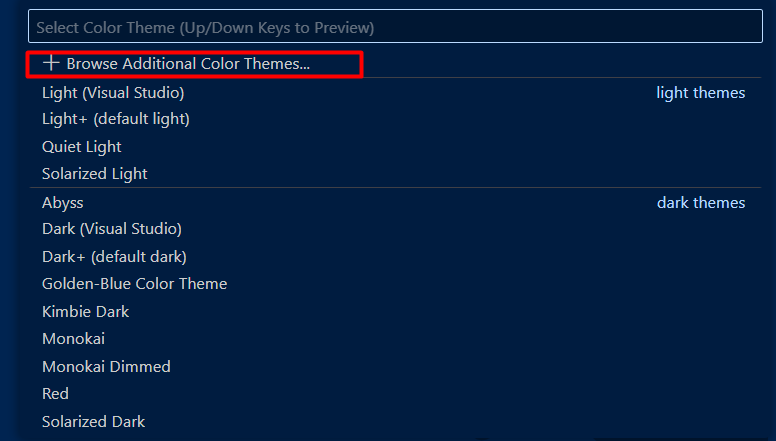 Select Color Theme (Up/Down Keys to Preview)
+ Browse Additional Color Themes...
Light (Visual Studio) light themes
Light+ (default light)
Quiet Light
Solarized Light
Abyss dark themes
Dark (Visual Studio)
Dark+ (default dark)
Golden-Blue Color Theme
Kimbie Dark
Monokai
Monokai Dimmed
Red
Solarized Dark